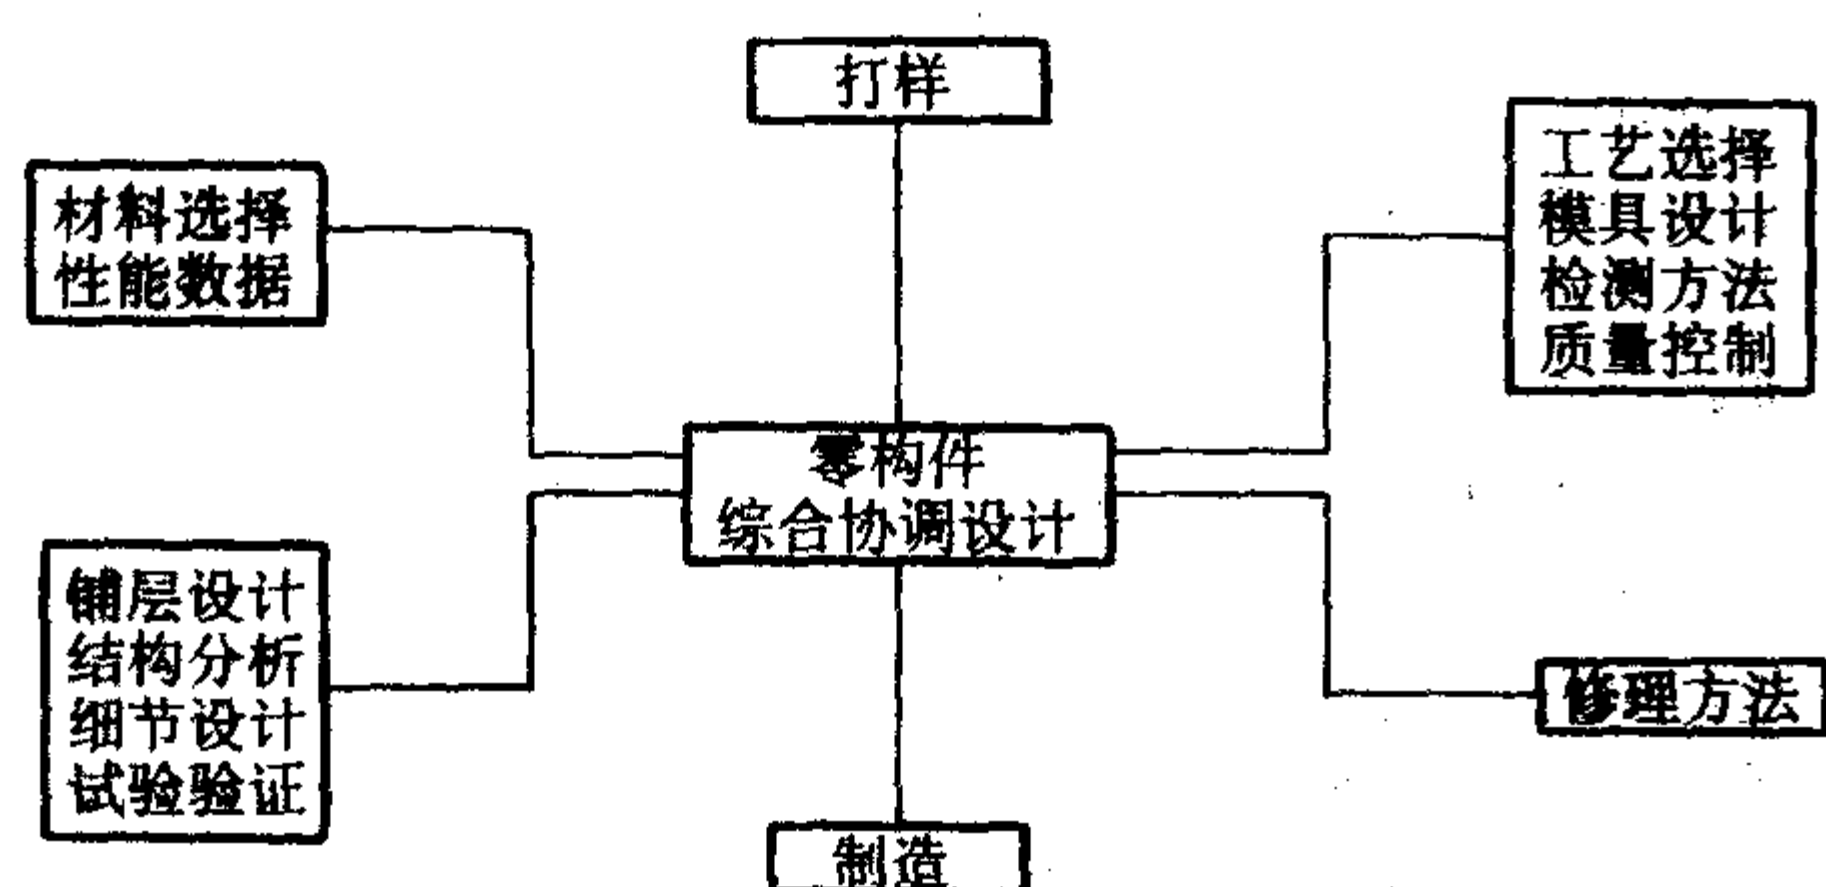 打样
材料选择
性能数据
工艺选择
模具设计
检测方法
质量控制
零构件
综合协调设计
铺层设计
结构分析
细节设计
试验验证
修理方法
制造